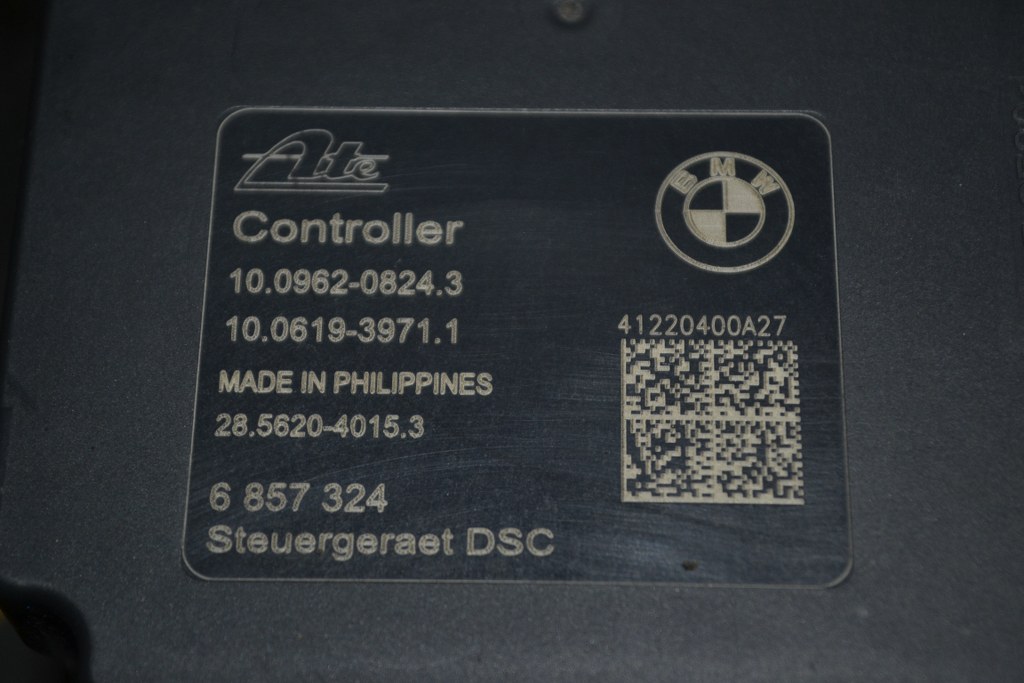 Ate
BMW
Controller
10.0962-0824.3
10.0619-3971.1
41220400A27
MADE IN PHILIPPINES
28.5620-4015.3
6 857 324
Steuergeraet DSC